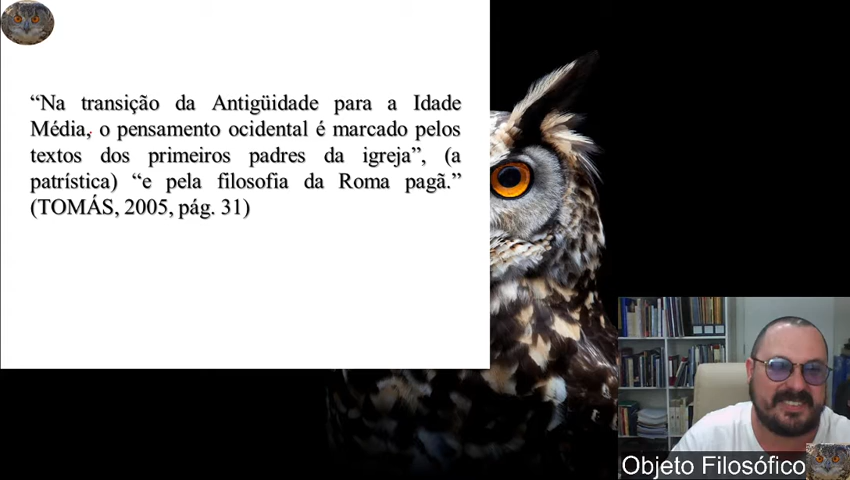 “Na transição da Antigüidade para a Idade
Média, o pensamento ocidental é marcado pelos
textos dos primeiros padres da igreja”, (a
patrística) “e pela filosofia da Roma pagã.”
(TOMÁS, 2005, pág. 31)
Objeto Filosófico